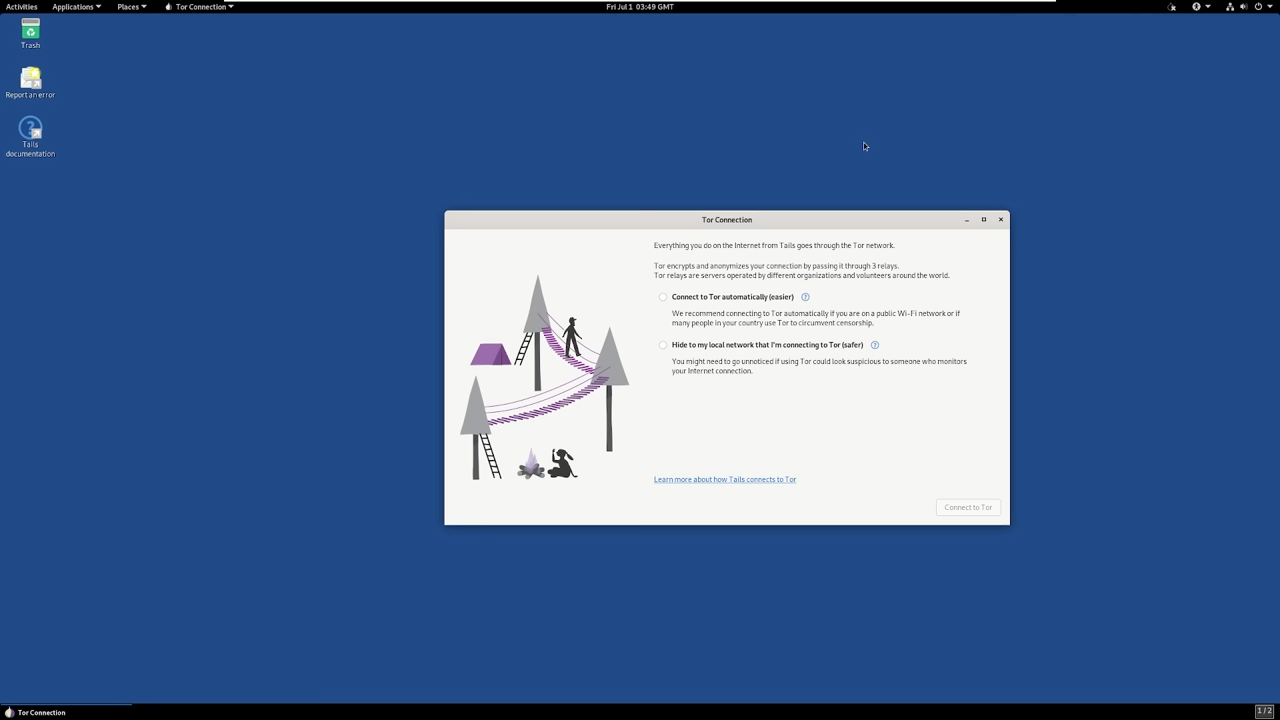 Activities Applications Places Tor Connection Fri Jul 1 03:49 GMT
Trash
Report an error
Tails
documentation
Tor Connection
Everything you do on the Internet from Tails goes through the Tor network.
Tor encrypts and anonymizes your connection by passing it through 3 relays.
Tor relays are servers operated by different organizations and volunteers around the world.
Connect to Tor automatically (easier) ?
We recommend connecting to Tor automatically if you are on a public Wi-Fi network or if
many people in your country use Tor to circumvent censorship.
Hide to my local network that I'm connecting to Tor (safer) ?
You might need to go unnoticed if using Tor could look suspicious to someone who monitors
your Internet connection.
Learn more about how Tails connects to Tor
Connect to Tor
Tor Connection 1 / 2